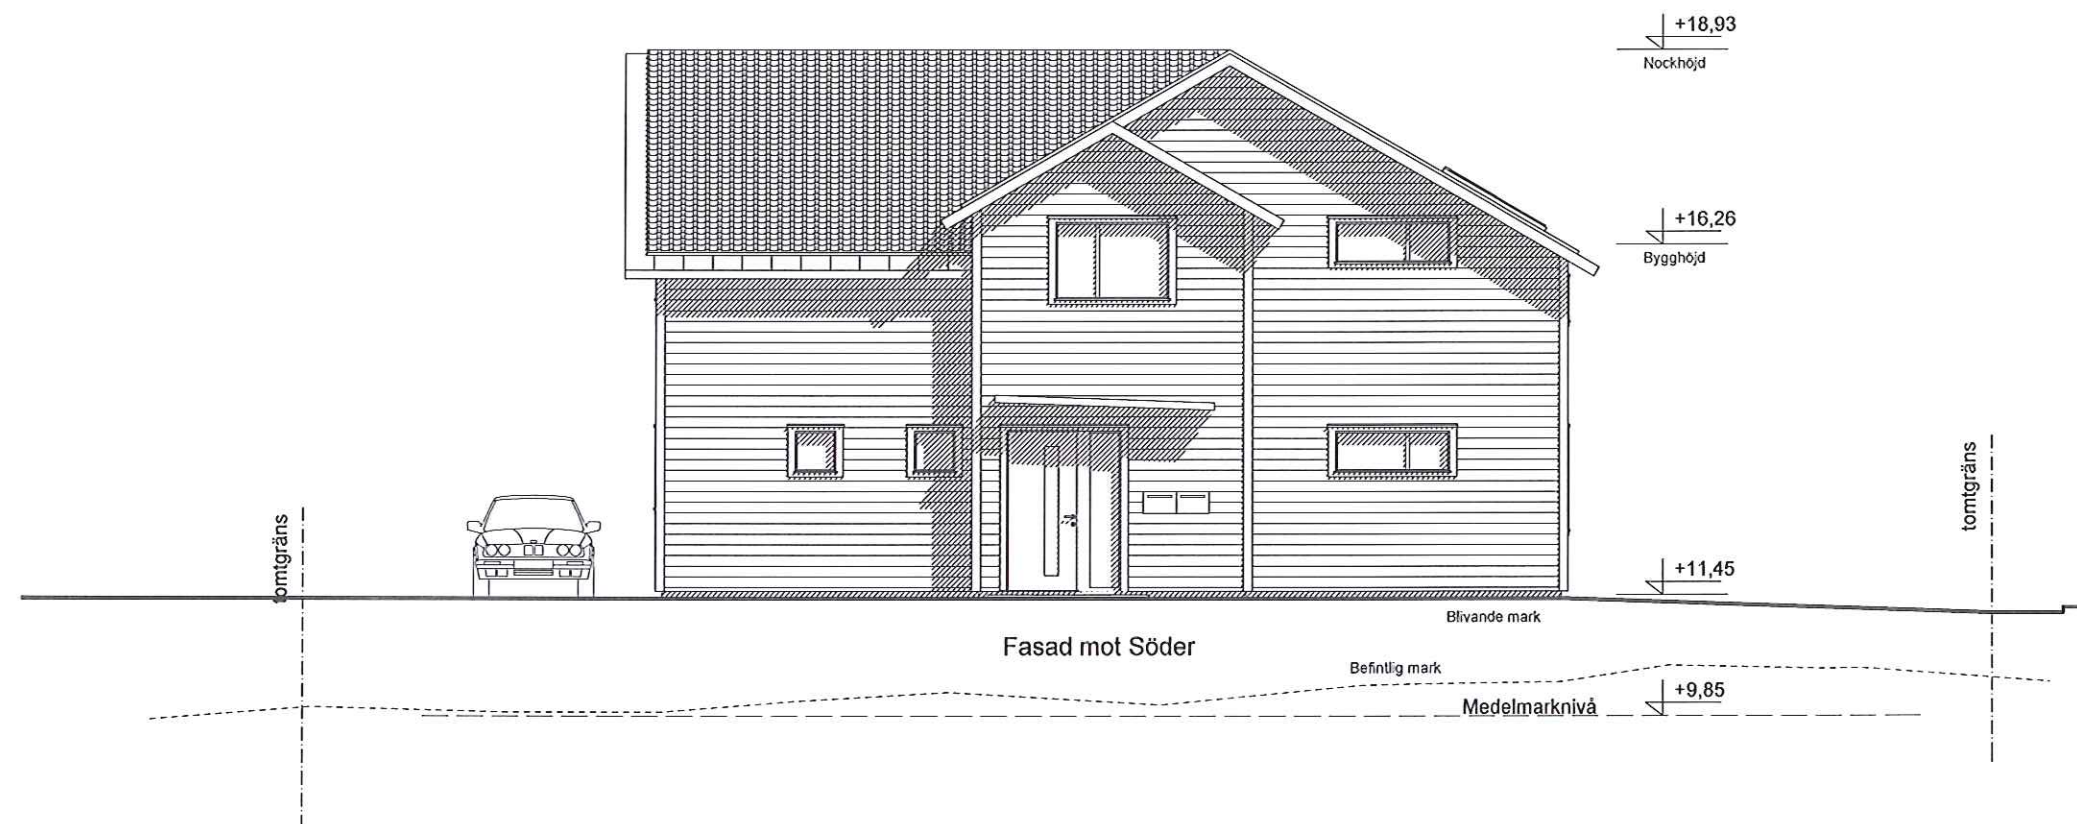 +18,93
Nockhöjd
+16,26
Bygghöjd
tomtgräns
tomtgräns
+11,45
Blivande mark
Fasad mot Söder
Befintlig mark
+9,85
Medelmarknivå